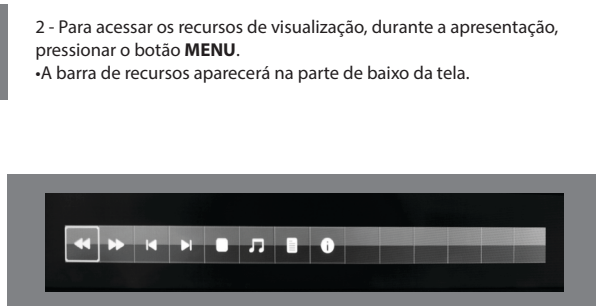 2 - Para acessar os recursos de visualização, durante a apresentação,
pressionar o botão MENU.
•A barra de recursos aparecerá na parte de baixo da tela.